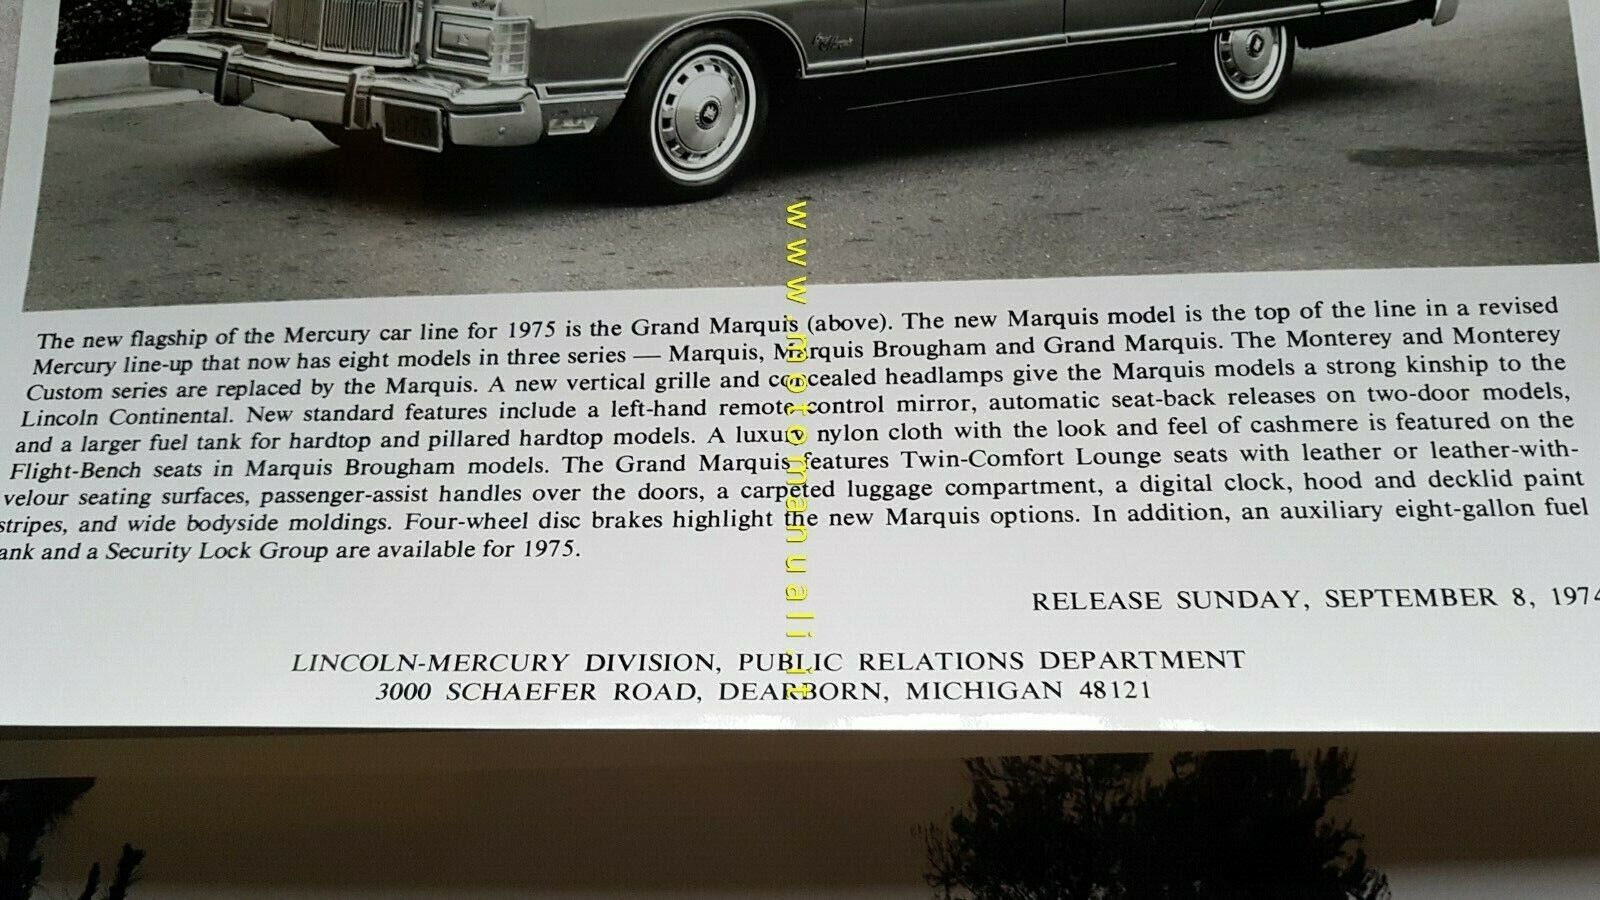 The new flagship of the Mercury car line for 1975 is the Grand Marquis (above). The new Marquis model is the top of the line in a revised
Mercury line-up that now has eight models in three series — Marquis, Marquis Brougham and Grand Marquis. The Monterey and Monterey
Custom series are replaced by the Marquis. A new vertical grille and concealed headlamps give the Marquis models a strong kinship to the
Lincoln Continental. New standard features include a left-hand remote control mirror, automatic seat-back releases on two-door models,
and a larger fuel tank for hardtop and pillared hardtop models. A luxury nylon cloth with the look and feel of cashmere is featured on the
Flight-Bench seats in Marquis Brougham models. The Grand Marquis features Twin-Comfort Lounge seats with leather or leather-with-
velour seating surfaces, passenger-assist handles over the doors, a carpeted luggage compartment, a digital clock, hood and decklid paint
stripes, and wide bodyside moldings. Four-wheel disc brakes highlight the new Marquis options. In addition, an auxiliary eight-gallon fuel
ank and a Security Lock Group are available for 1975.
RELEASE SUNDAY, SEPTEMBER 8, 1974
LINCOLN-MERCURY DIVISION, PUBLIC RELATIONS DEPARTMENT
3000 SCHAEFER ROAD, DEARBORN, MICHIGAN 48121
www.motomanuali.it